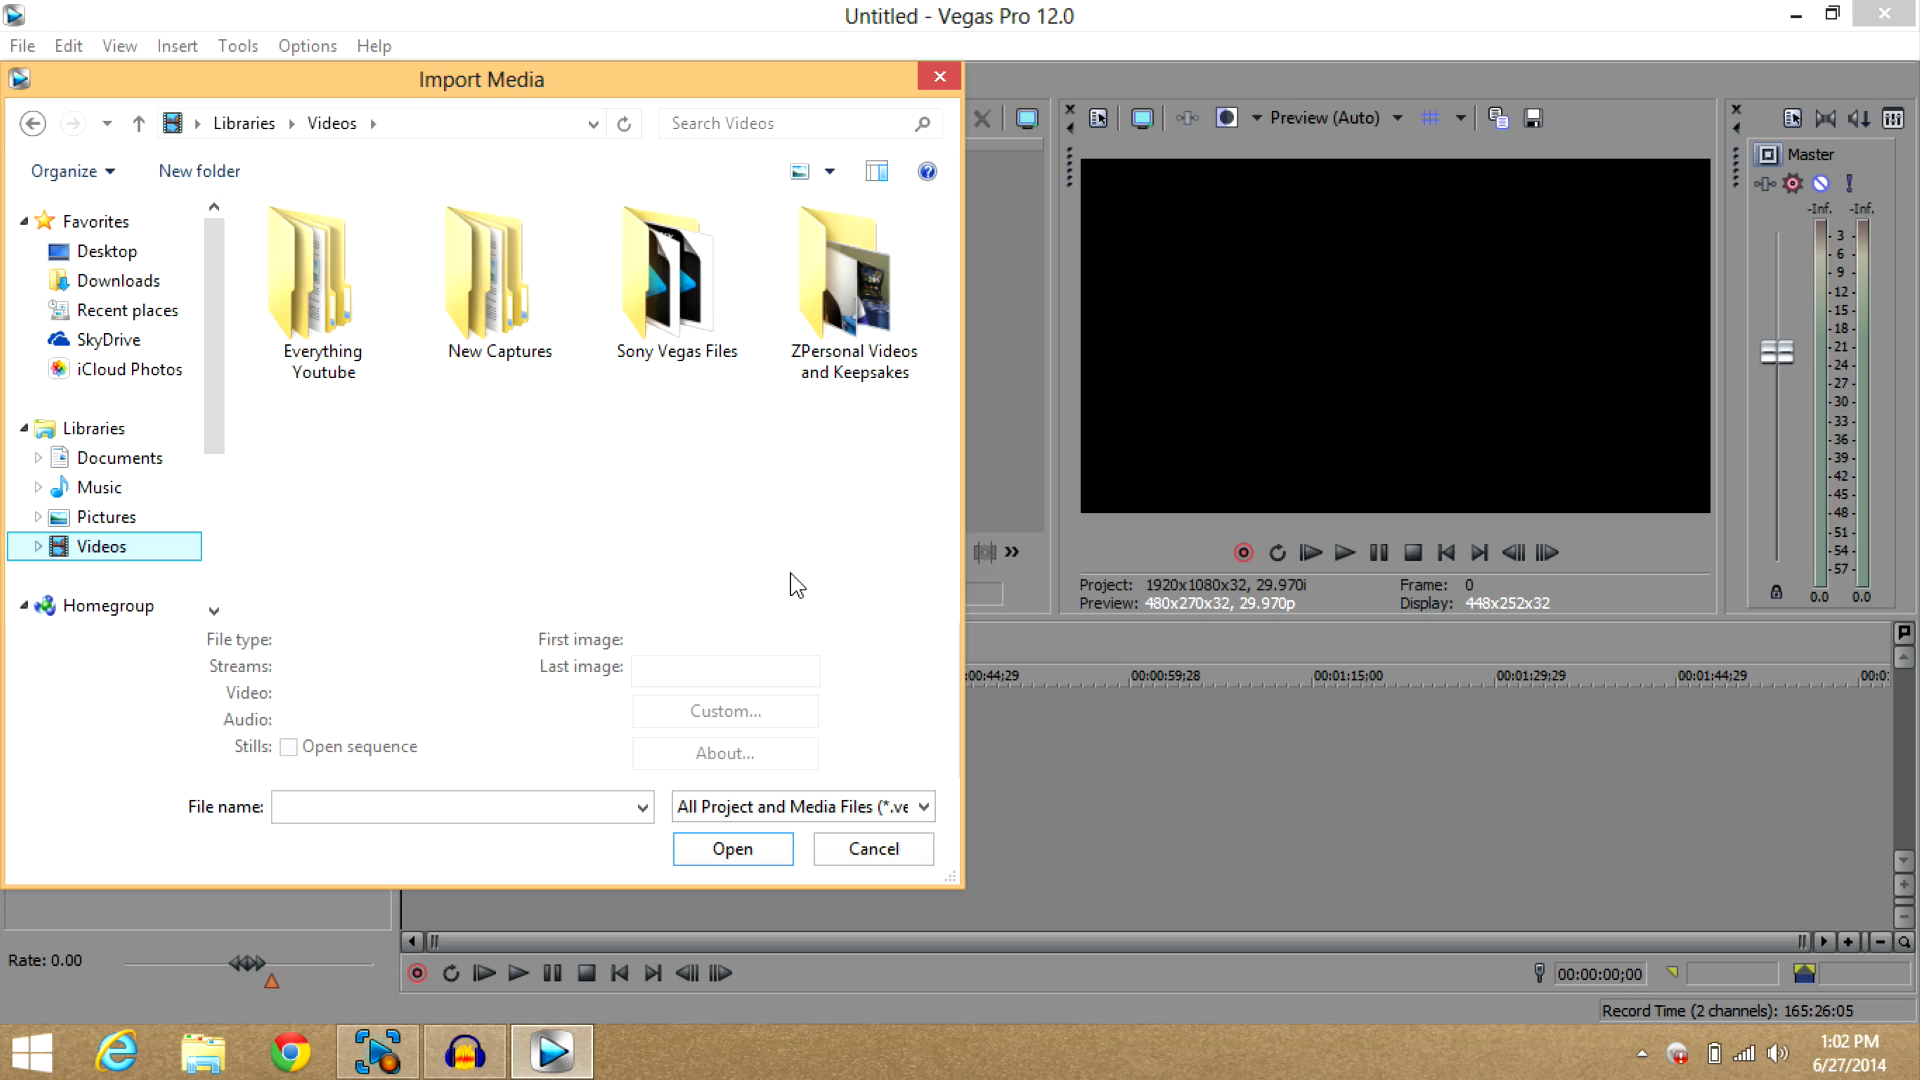 Untitled - Vegas Pro 12.0
File Edit View Insert Tools Options Help
Import Media
Libraries Videos
Search Videos
Organize
New folder
Favorites
Desktop
Downloads
Recent places
SkyDrive
iCloud Photos
Libraries
Documents
Music
Pictures
Videos
Homegroup
Everything
Youtube
New Captures
Sony Vegas Files
ZPersonal Videos
and Keepsakes
File type:
Streams:
Video:
Audio:
Stills: Open sequence
First image:
Last image:
Custom...
About...
File name:
All Project and Media Files (*.ve
Open
Cancel
Preview (Auto)
Project: 1920x1080x32, 29.970i
Preview: 480x270x32, 29.970p
Frame: 0
Display: 448x252x32
Master
-Inf. -Inf.
- 3 -
- 6 -
- 9 -
- 12 -
- 15 -
- 18 -
- 21 -
- 24 -
- 27 -
- 30 -
- 33 -
- 36 -
- 39 -
- 42 -
- 45 -
- 48 -
- 51 -
- 54 -
- 57 -
0.0 0.0
:00:44;29 00:00:59;28 00:01:15;00 00:01:29;29 00:01:44;29 00:0:
Rate: 0.00
00:00:00;00
Record Time (2 channels): 165:26:05
1:02 PM
6/27/2014